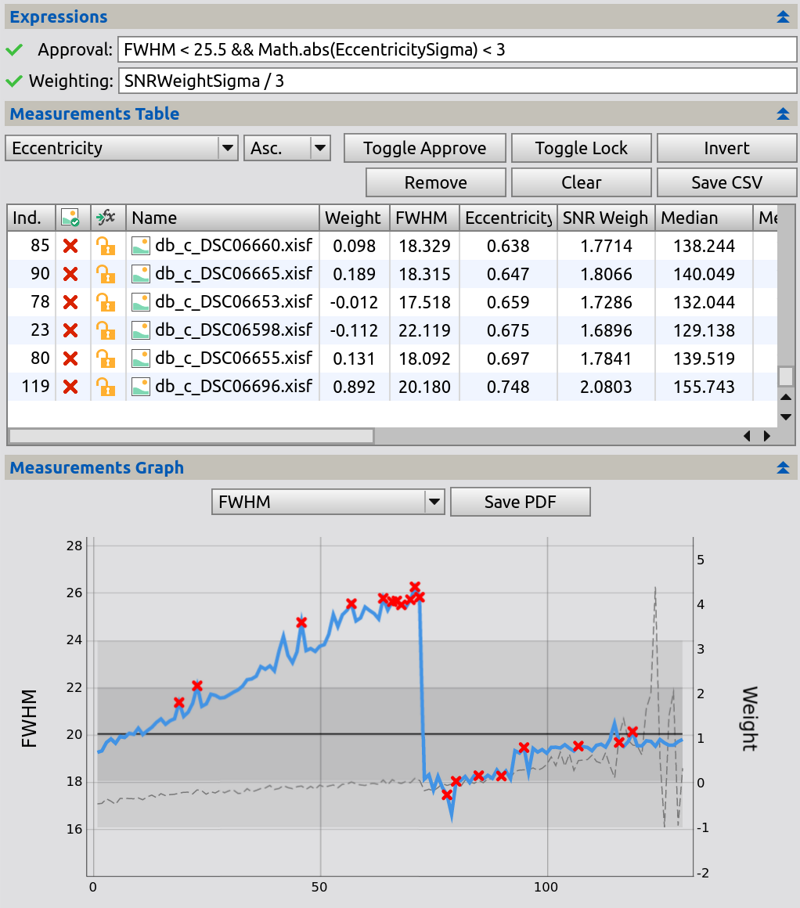 Expressions
Approval: FWHM < 25.5 && Math.abs(EccentricitySigma) < 3
Weighting: SNRWeightSigma / 3
Measurements Table
Eccentricity Asc. Toggle Approve Toggle Lock Invert
Remove Clear Save CSV
Ind. fx Name Weight FWHM Eccentricity SNR Weigh Median Me
85 db_c_DSC06660.xisf 0.098 18.329 0.638 1.7714 138.244
90 db_c_DSC06665.xisf 0.189 18.315 0.647 1.8066 140.049
78 db_c_DSC06653.xisf -0.012 17.518 0.659 1.7286 132.044
23 db_c_DSC06598.xisf -0.112 22.119 0.675 1.6896 129.138
80 db_c_DSC06655.xisf 0.131 18.092 0.697 1.7841 139.519
119 db_c_DSC06696.xisf 0.892 20.180 0.748 2.0803 155.743
Measurements Graph
FWHM Save PDF
28
5
26
4
24
3
22
2
FWHM
Weight
20
1
18
0
16
-1
-2
0 50 100